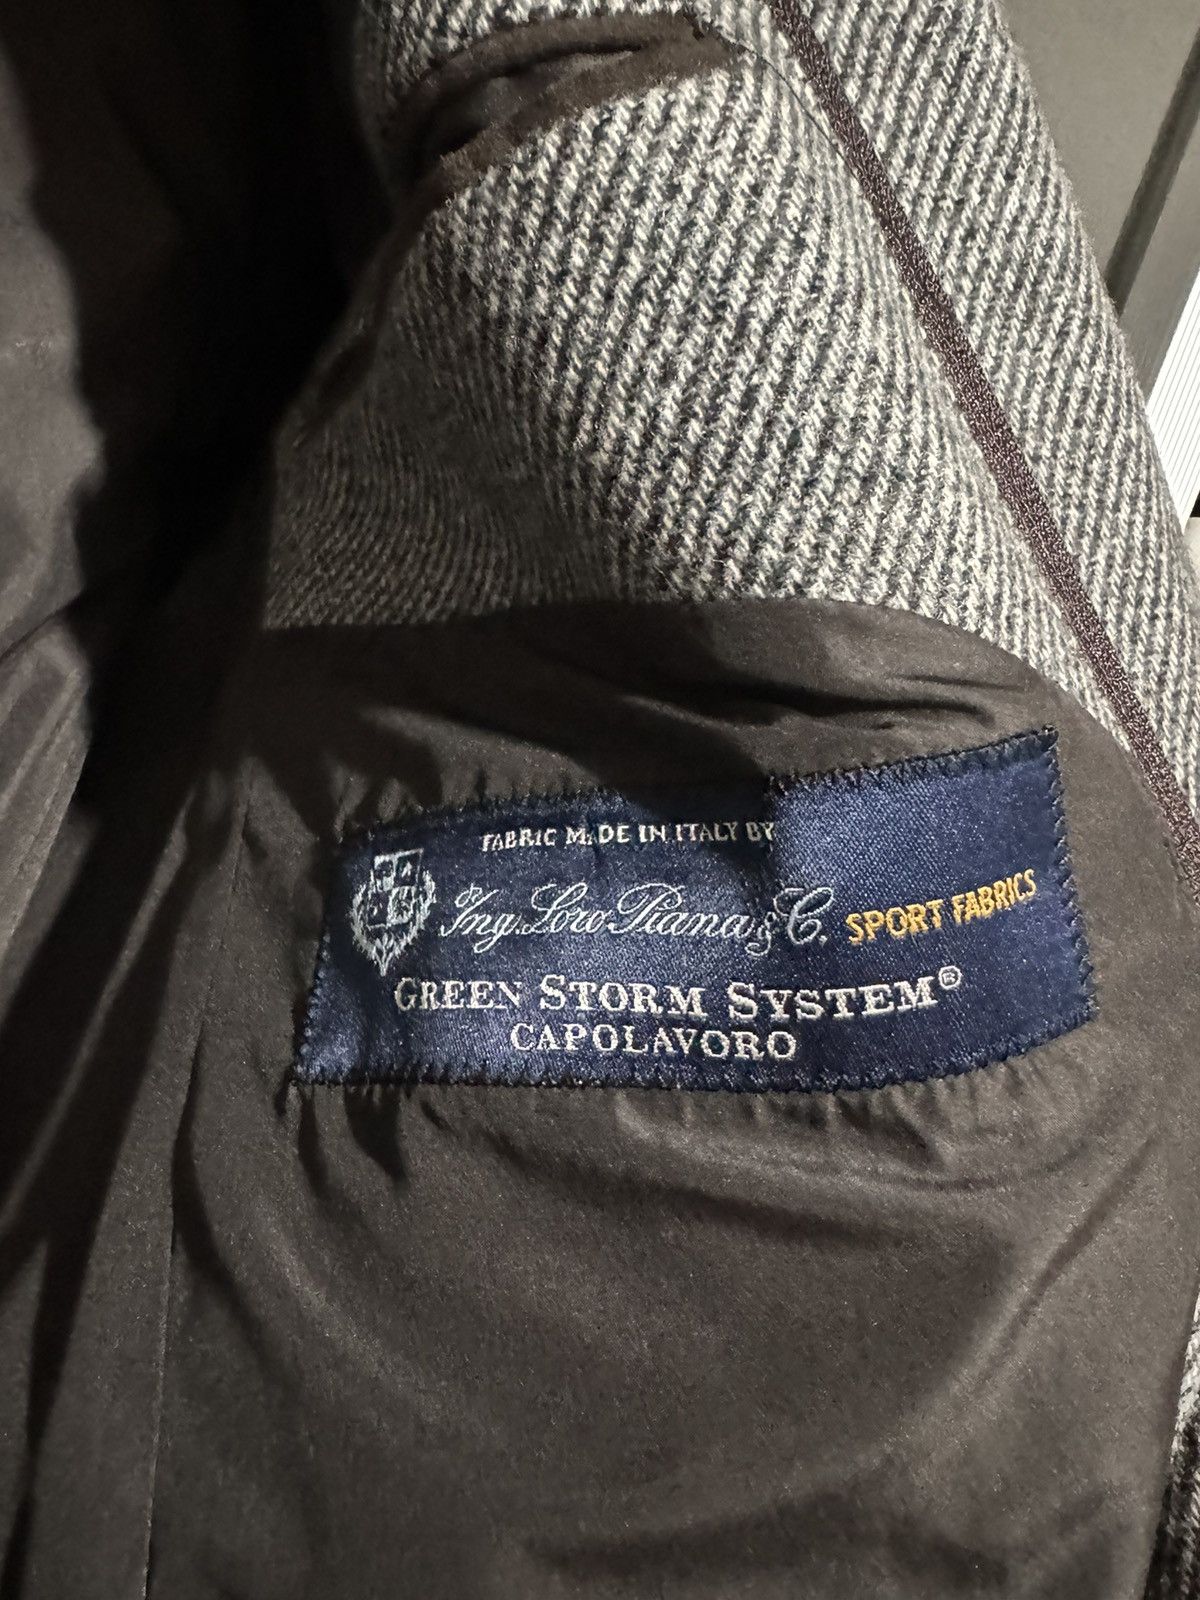 FABRIC MADE IN ITALY BY
Ing. Loro Piana & C. SPORT FABRICS
GREEN STORM SYSTEM®
CAPOLAVORO